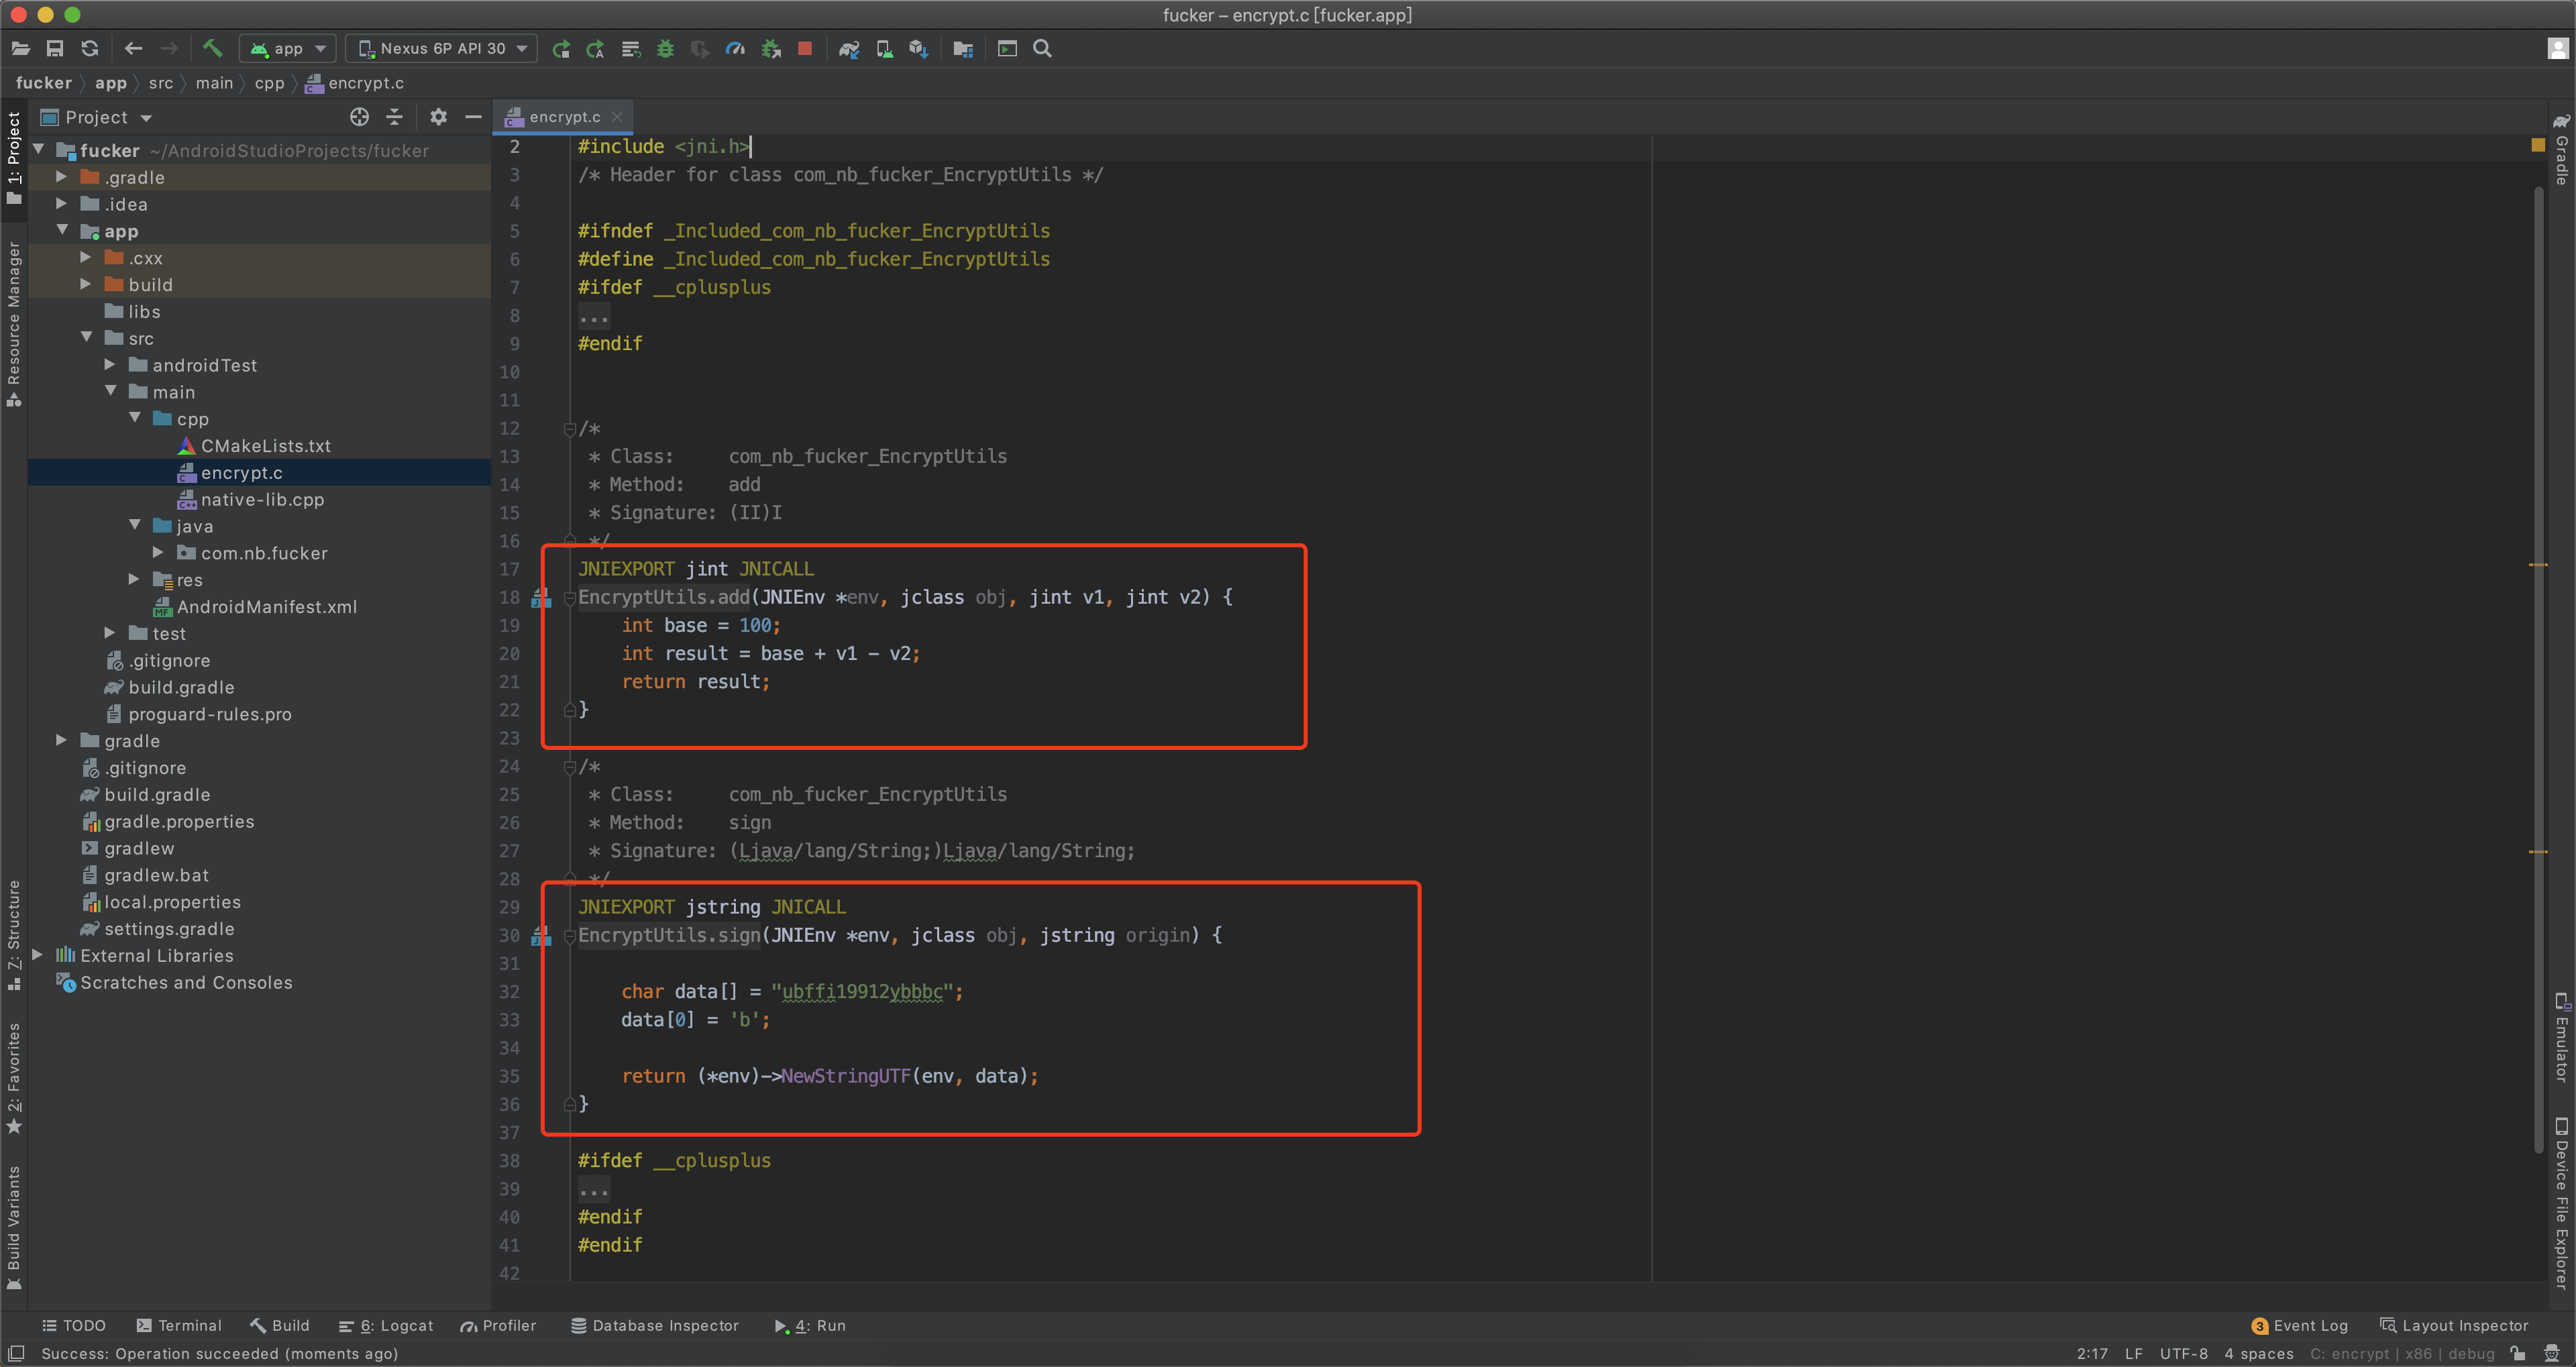 fucker – encrypt.c [fucker.app]
app
Nexus 6P API 30
fucker app src main cpp encrypt.c
Project
encrypt.c
1: Project
Resource Manager
Z: Structure
2: Favorites
Build Variants
fucker ~/AndroidStudioProjects/fucker
.gradle
.idea
app
.cxx
build
libs
src
androidTest
main
cpp
CMakeLists.txt
encrypt.c
native-lib.cpp
java
com.nb.fucker
res
AndroidManifest.xml
test
.gitignore
build.gradle
proguard-rules.pro
gradle
.gitignore
build.gradle
gradle.properties
gradlew
gradlew.bat
local.properties
settings.gradle
External Libraries
Scratches and Consoles
2 #include <jni.h>
3 /* Header for class com_nb_fucker_EncryptUtils */
4
5 #ifndef _Included_com_nb_fucker_EncryptUtils
6 #define _Included_com_nb_fucker_EncryptUtils
7 #ifdef __cplusplus
8 ...
9 #endif
10
11
12 /*
13 * Class: com_nb_fucker_EncryptUtils
14 * Method: add
15 * Signature: (II)I
16 */
17 JNIEXPORT jint JNICALL
18 EncryptUtils.add(JNIEnv *env, jclass obj, jint v1, jint v2) {
19 int base = 100;
20 int result = base + v1 - v2;
21 return result;
22 }
23
24 /*
25 * Class: com_nb_fucker_EncryptUtils
26 * Method: sign
27 * Signature: (Ljava/lang/String;)Ljava/lang/String;
28 */
29 JNIEXPORT jstring JNICALL
30 EncryptUtils.sign(JNIEnv *env, jclass obj, jstring origin) {
31
32 char data[] = "ubffi19912ybbbc";
33 data[0] = 'b';
34
35 return (*env)->NewStringUTF(env, data);
36 }
37
38 #ifdef __cplusplus
39 ...
40 #endif
41 #endif
42
Gradle
Emulator
Device File Explorer
TODO Terminal Build 6: Logcat Profiler Database Inspector 4: Run 3 Event Log Layout Inspector
Success: Operation succeeded (moments ago) 2:17 LF UTF-8 4 spaces C: encrypt | x86 | debug